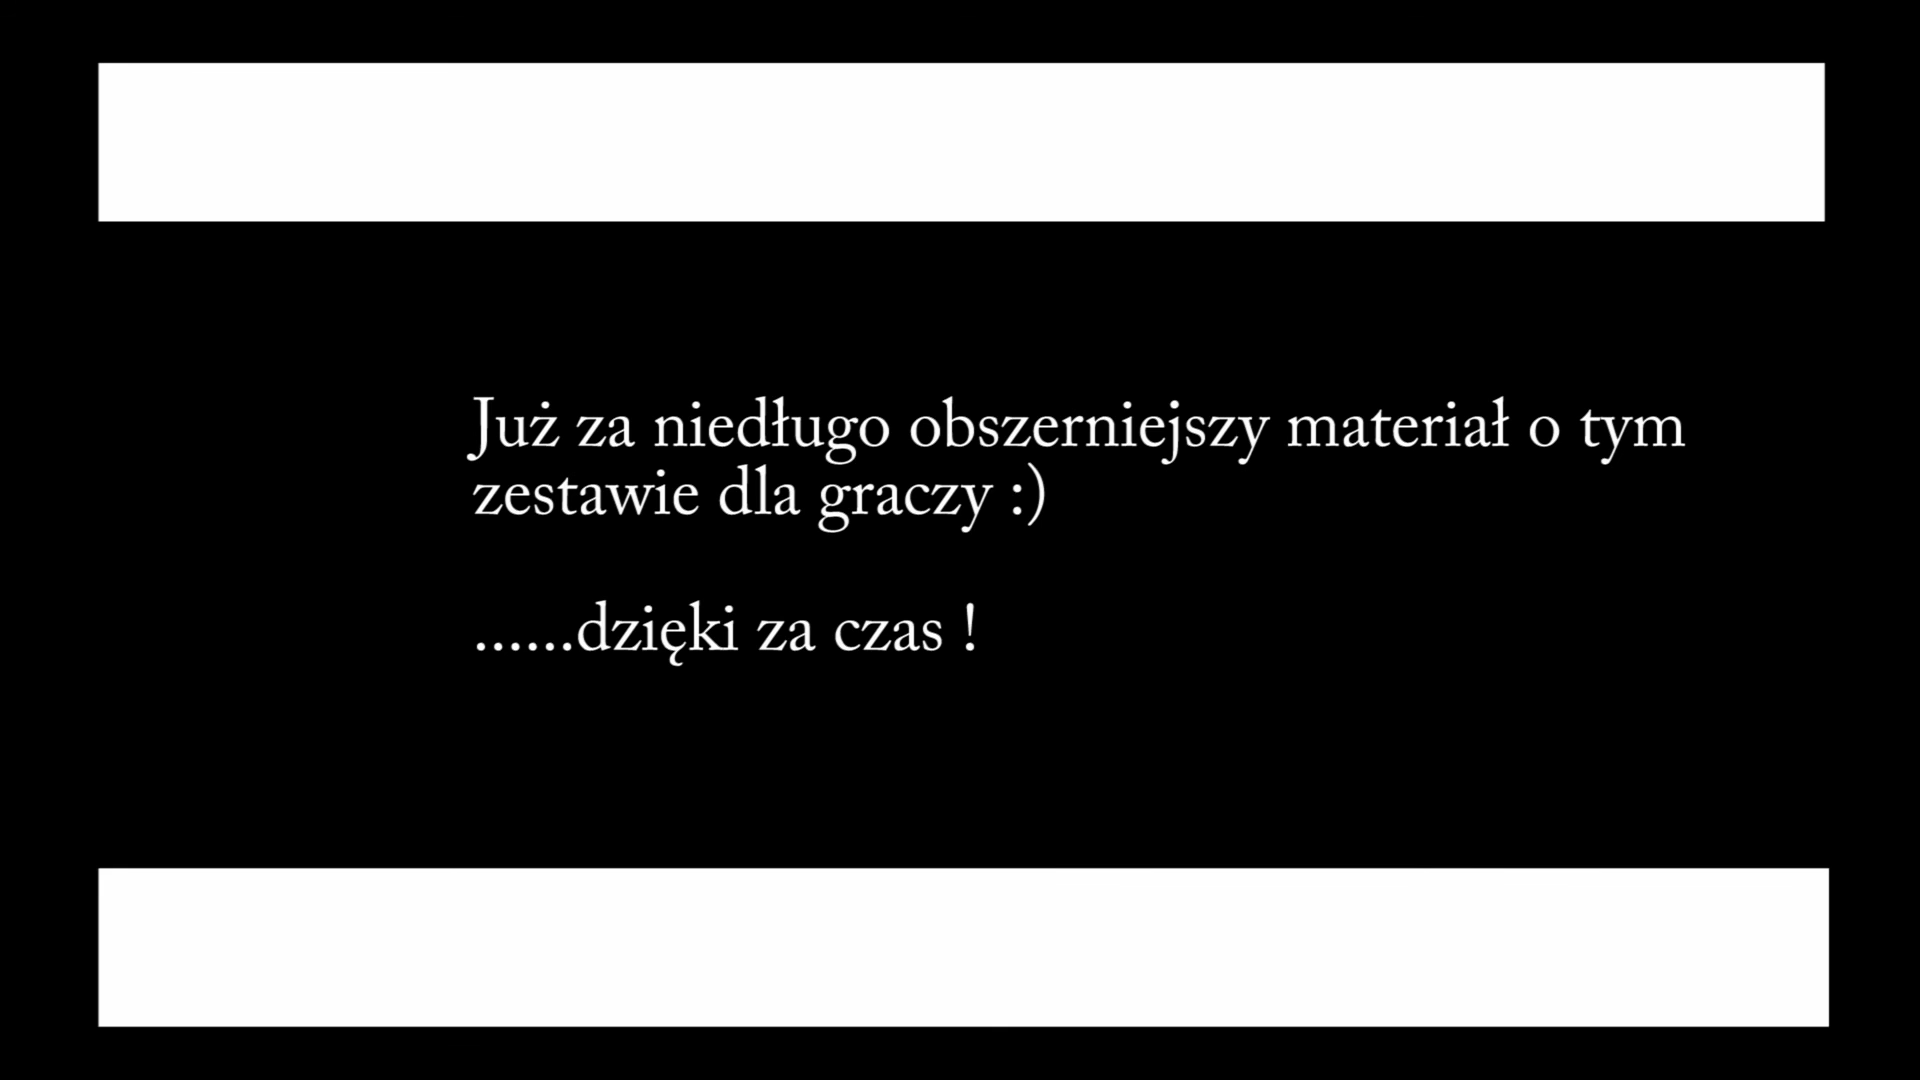 Już za niedługo obszerniejszy materiał o tym
zestawie dla graczy :)
......dzięki za czas !